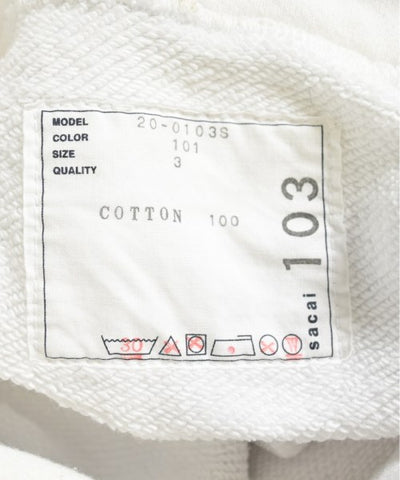 MODEL 20-0103S
COLOR 101
SIZE 3
QUALITY
COTTON 100
30
sacai 103